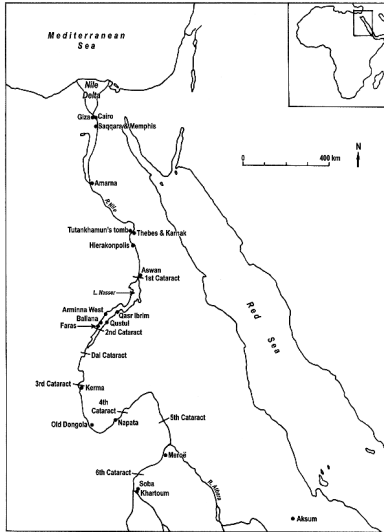 Mediterranean
Sea
Nile
Delta
Giza
Cairo
Saqqara & Memphis
N
0
400 km
Amarna
R. Nile
Tutankhamun's tomb
Thebes & Karnak
Hierakonpolis
Aswan
1st Cataract
L. Nasser
Arminna West
Qasr Ibrim
Ballana
Qustul
Faras
2nd Cataract
Dal Cataract
Red
Sea
3rd Cataract
Kerma
4th
Cataract
5th Cataract
Old Dongola
Napata
Meroë
6th Cataract
Soba
Khartoum
R. Atbara
Aksum